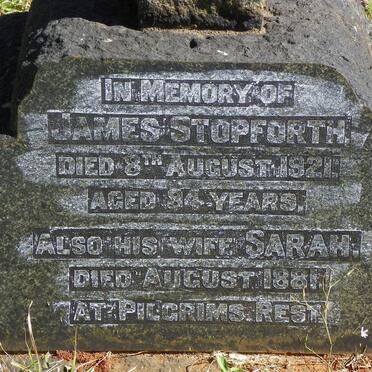 IN MEMORY OF
JAMES STOPFORTH
DIED 8TH AUGUST 1921.
AGED 84 YEARS.
ALSO HIS WIFE SARAH.
DIED AUGUST 1881.
AT PILGRIMS REST.